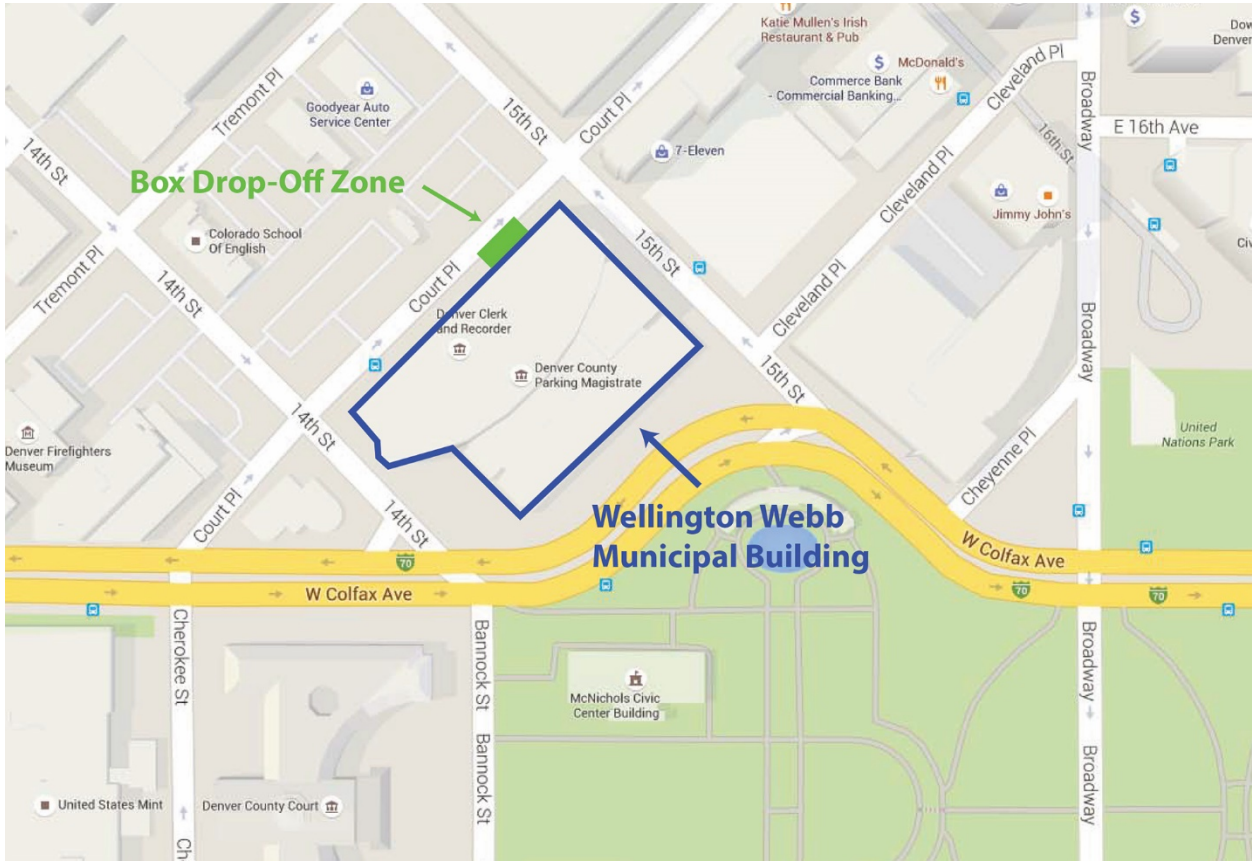 Katie Mullen's Irish
Restaurant & Pub
$
$
Dow
Denver
McDonald's
Commerce Bank
- Commercial Banking...
Cleveland Pl
Broadway
Tremont Pl
Goodyear Auto
Service Center
15th St
Court Pl
E 16th Ave
16th St
14th St
7-Eleven
Cleveland Pl
Box Drop-Off Zone
Jimmy John's
Colorado School
Of English
15th St
Civ
Tremont Pl
Court Pl
14th St
Cleveland Pl
Broadway
Denver Clerk
and Recorder
Denver County
Parking Magistrate
15th St
14th St
United
Nations Park
Denver Firefighters
Museum
Cheyenne Pl
Court Pl
14th St
Wellington Webb
Municipal Building
W Colfax Ave
70
W Colfax Ave
70
70
Cherokee St
Bannock St
Broadway
McNichols Civic
Center Building
Bannock St
Broadway
United States Mint
Denver County Court
Ch